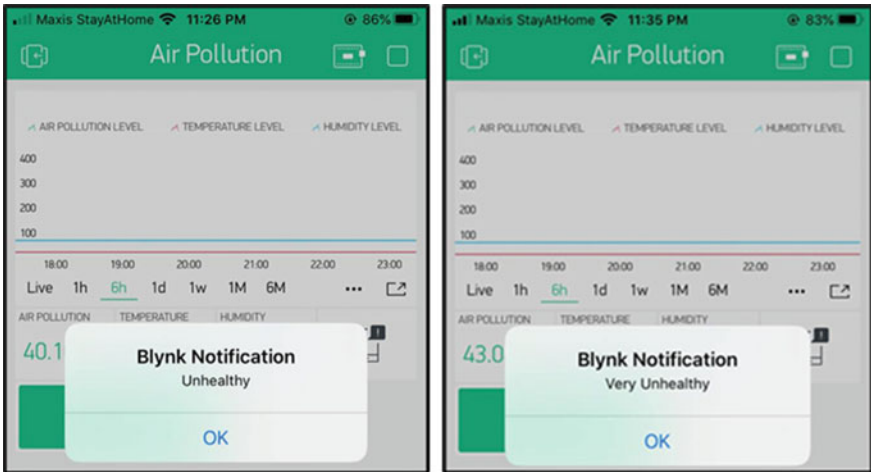 Maxis StayAtHome 11:26 PM 86%
Air Pollution
AIR POLLUTION LEVEL TEMPERATURE LEVEL HUMIDITY LEVEL
400
300
200
100
18:00 19:00 20:00 21:00 22:00 23:00
Live 1h 6h 1d 1w 1M 6M ...
AIR POLLUTION TEMPERATURE HUMIDITY
40.1
Blynk Notification
Unhealthy
OK
Maxis StayAtHome 11:35 PM 83%
Air Pollution
AIR POLLUTION LEVEL TEMPERATURE LEVEL HUMIDITY LEVEL
400
300
200
100
18:00 19:00 20:00 21:00 22:00 23:00
Live 1h 6h 1d 1w 1M 6M ...
AIR POLLUTION TEMPERATURE HUMIDITY
43.0
Blynk Notification
Very Unhealthy
OK